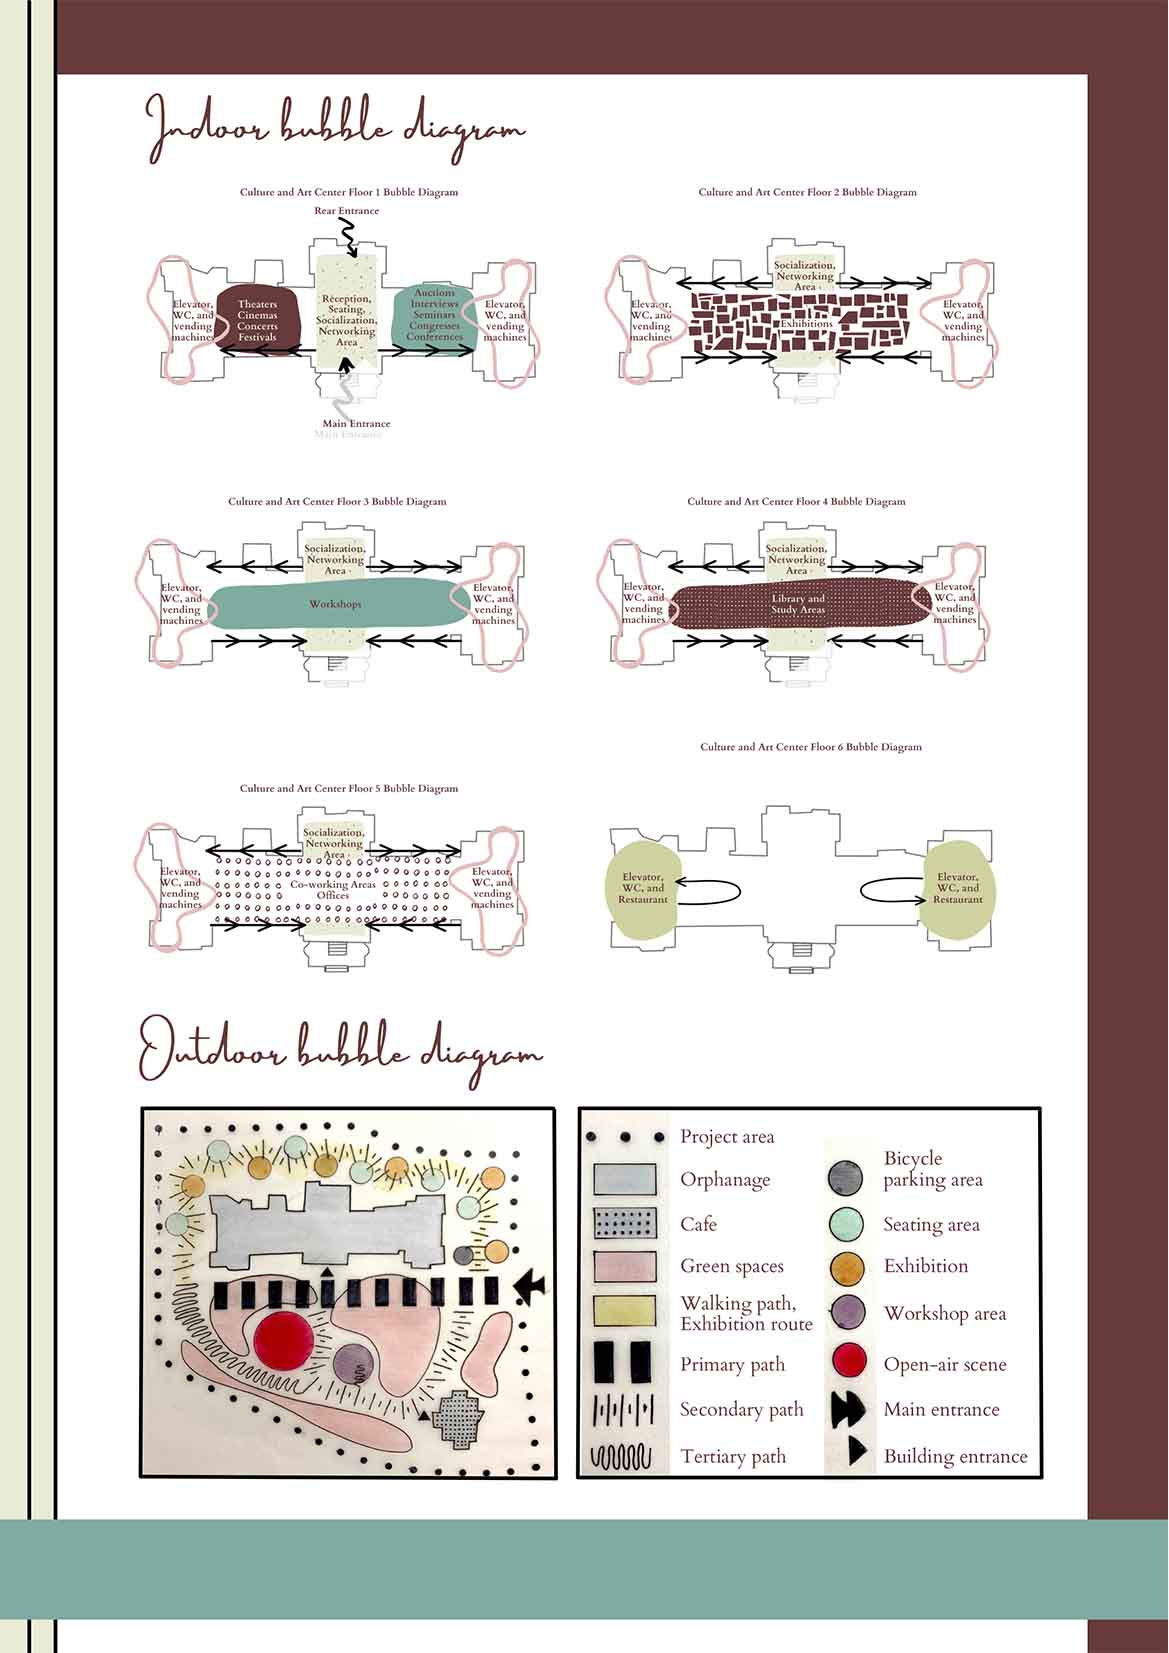 Indoor bubble diagram
Culture and Art Center Floor 1 Bubble Diagram
Rear Entrance
Elevator,
WC, and
vending
machines
Theaters
Cinemas
Concerts
Festivals
Reception,
Seating,
Socialization,
Networking
Area
Auctions
Interviews
Seminars
Congresses
Conferences
Elevator,
WC, and
vending
machines
Main Entrance
Main Entrance
Culture and Art Center Floor 2 Bubble Diagram
Socialization,
Networking
Area
Elevator,
WC, and
vending
machines
Exhibitions
Elevator,
WC, and
vending
machines
Culture and Art Center Floor 3 Bubble Diagram
Socialization,
Networking
Area
Elevator,
WC, and
vending
machines
Workshops
Elevator,
WC, and
vending
machines
Culture and Art Center Floor 4 Bubble Diagram
Socialization,
Networking
Area
Elevator,
WC, and
vending
machines
Library and
Study Areas
Elevator,
WC, and
vending
machines
Culture and Art Center Floor 5 Bubble Diagram
Socialization,
Networking
Area
Elevator,
WC, and
vending
machines
Co-working Areas
Offices
Elevator,
WC, and
vending
machines
Culture and Art Center Floor 6 Bubble Diagram
Elevator,
WC, and
Restaurant
Elevator,
WC, and
Restaurant
Outdoor bubble diagram
Project area
Orphanage
Cafe
Green spaces
Walking path,
Exhibition route
Primary path
Secondary path
Tertiary path
Bicycle
parking area
Seating area
Exhibition
Workshop area
Open-air scene
Main entrance
Building entrance